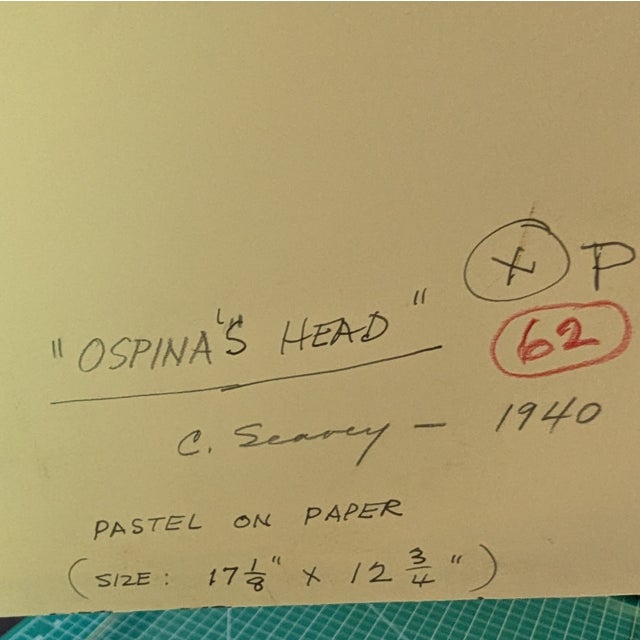 X P
"OSPINA'S HEAD"
62
C. Seavey — 1940
PASTEL ON PAPER
(SIZE: 17 1/8" X 12 3/4")